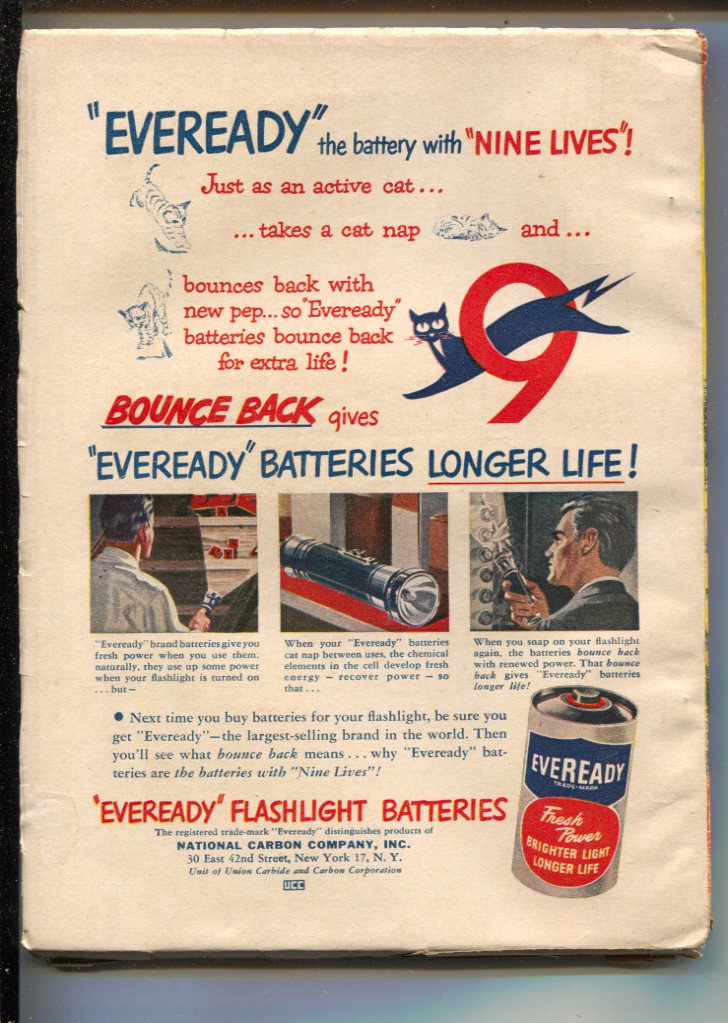 "EVEREADY" the battery with "NINE LIVES"!
Just as an active cat...
...takes a cat nap and...
bounces back with
new pep...so "Eveready"
batteries bounce back
for extra life!
9
BOUNCE BACK gives
"EVEREADY" BATTERIES LONGER LIFE!
"Eveready" brand batteries give you
fresh power when you use them;
naturally, they use up some power
when your flashlight is turned on
...but—
When your "Eveready" batteries
cat nap between uses, the chemical
elements in the cell develop fresh
energy — recover power — so
that...
When you snap on your flashlight
again, the batteries bounce back
with renewed power. That bounce
back gives "Eveready" batteries
longer life!
● Next time you buy batteries for your flashlight, be sure you
get "Eveready"—the largest-selling brand in the world. Then
you'll see what bounce back means...why "Eveready" bat-
teries are the batteries with "Nine Lives"!
"EVEREADY" FLASHLIGHT BATTERIES
The registered trade-mark "Eveready" distinguishes products of
NATIONAL CARBON COMPANY, INC.
30 East 42nd Street, New York 17, N. Y.
Unit of Union Carbide and Carbon Corporation
UCC
EVEREADY
TRADE-MARK
Fresh
Power
BRIGHTER LIGHT
LONGER LIFE